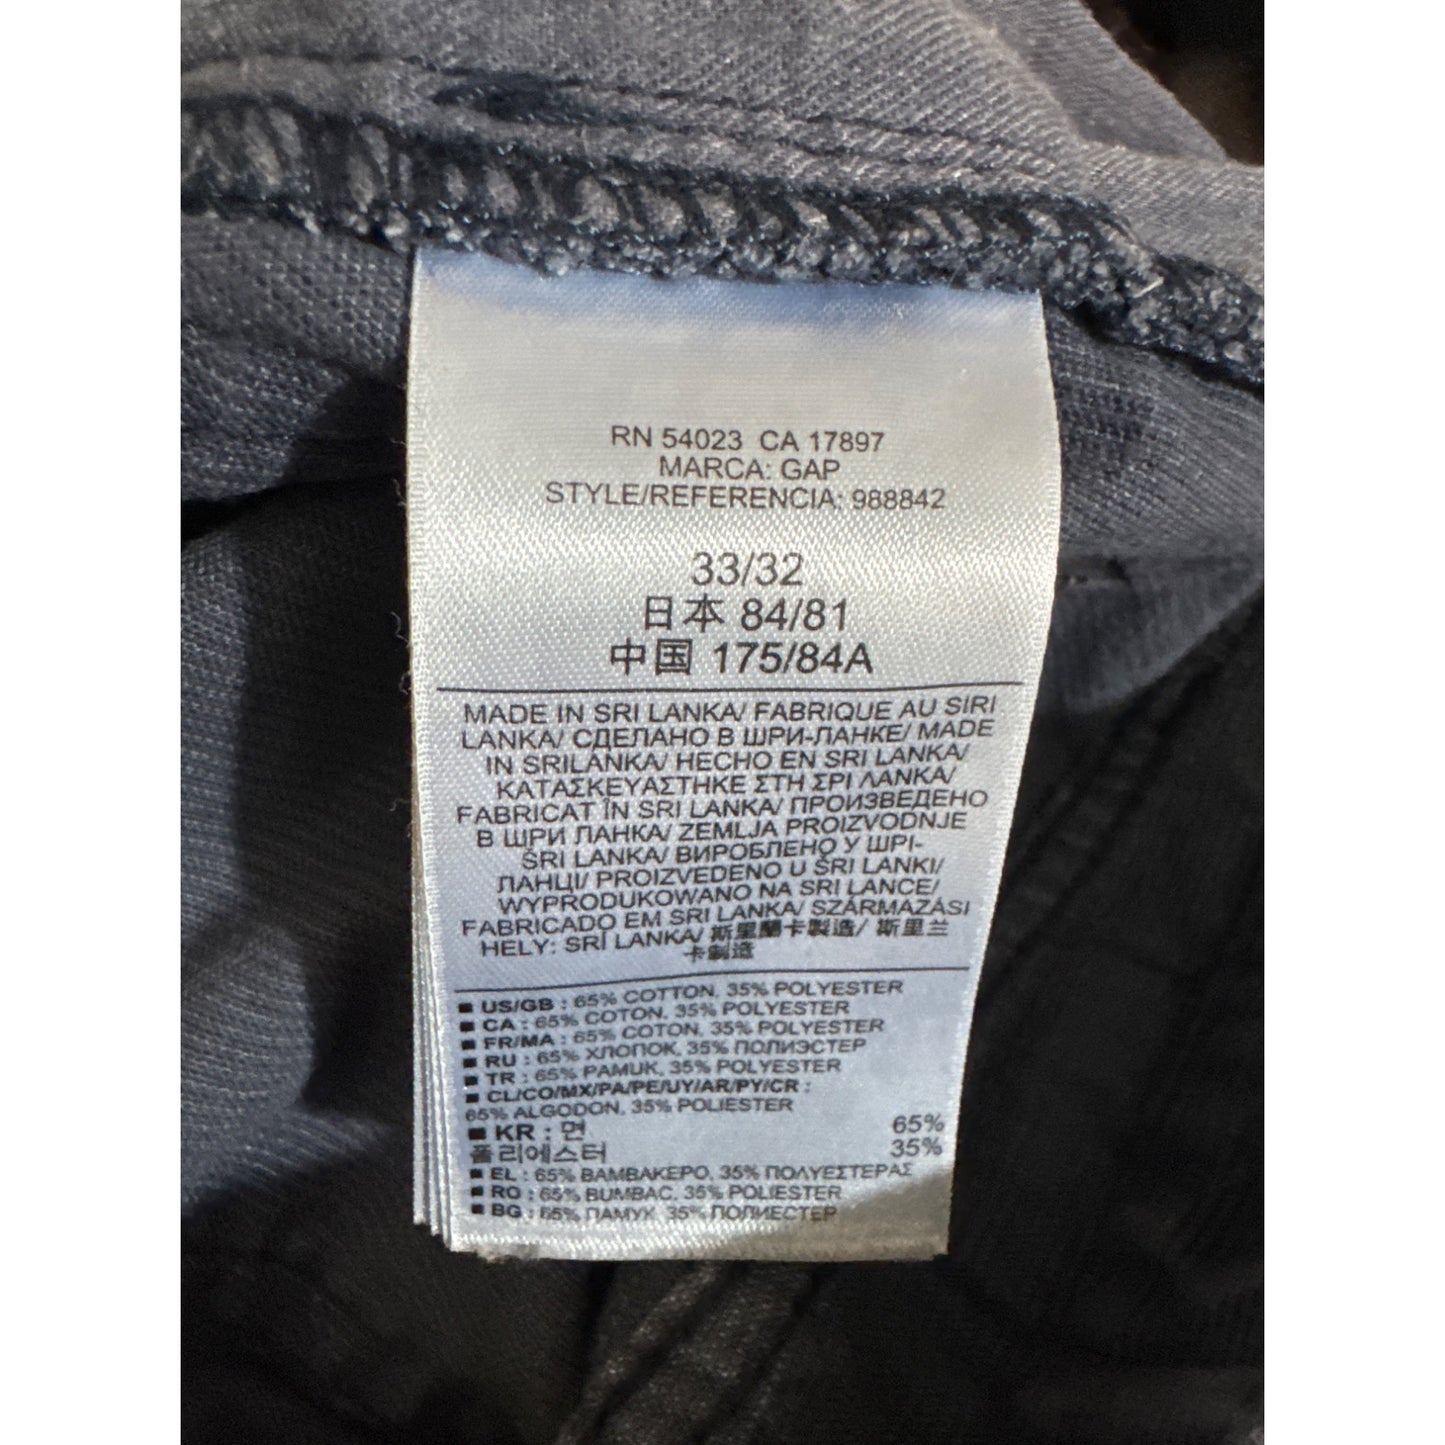 RN 54023 CA 17897
MARCA: GAP
STYLE/REFERENCIA: 988842
33/32
日本 84/81
中国 175/84A
MADE IN SRI LANKA/ FABRIQUE AU SIRI
LANKA/ СДЕЛАНО В ШРИ-ЛАНКЕ/ MADE
IN SRILANKA/ HECHO EN SRI LANKA/
ΚΑΤΑΣΚΕΥΑΣΤΗΚΕ ΣΤΗ ΣΡΙ ΛΑΝΚΑ/
FABRICAT ÎN SRI LANKA/ ПРОИЗВЕДЕНО
В ШРИ ЛАНКА/ ZEMLJA PROIZVODNJE
ŠRI LANKA/ ВИРОБЛЕНО У ШРІ-
ЛАНЦІ/ PROIZVEDENO U ŠRI LANKI/
WYPRODUKOWANO NA SRI LANCE/
FABRICADO EM SRI LANKA/ SZÁRMAZÁSI
HELY: SRÍ LANKA/ 斯里蘭卡製造/ 斯里兰
卡制造
■ US/GB : 65% COTTON, 35% POLYESTER
■ CA : 65% COTON, 35% POLYESTER
■ FR/MA : 65% COTON, 35% POLYESTER
■ RU : 65% ХЛОПОК, 35% ПОЛИЭСТЕР
■ TR : 65% PAMUK, 35% POLYESTER
■ CL/CO/MX/PA/PE/UY/AR/PY/CR :
65% ALGODON, 35% POLIESTER
■ KR : 면 65%
폴리에스터 35%
■ EL : 65% ΒΑΜΒΑΚΕΡΟ, 35% ΠΟΛΥΕΣΤΕΡΑΣ
■ RO : 65% BUMBAC, 35% POLIESTER
■ BG : 65% ПАМУК, 35% ПОЛИЕСТЕР